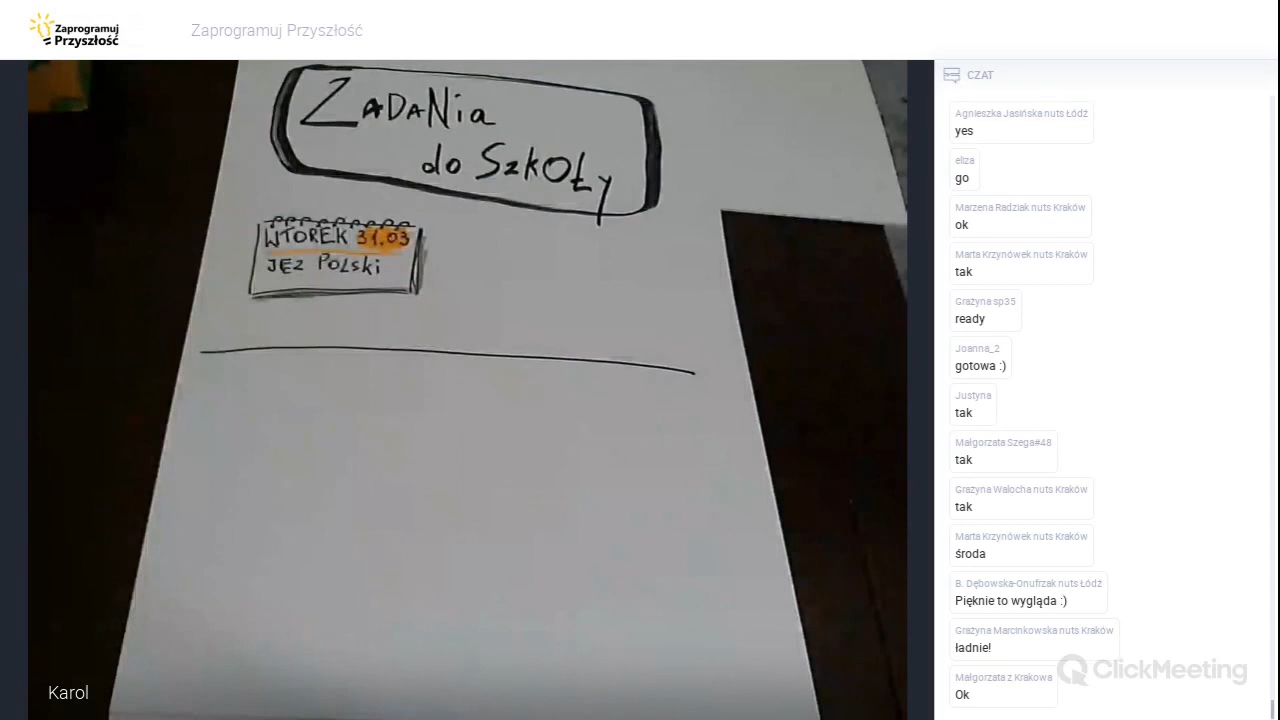 Zaprogramuj
Przyszłość
Zaprogramuj Przyszłość
ZADANia
do SzKOŁy
WTOREK 31.03
JĘZ POLSki
Karol
CZAT
Agnieszka Jasińska nuts Łódź
yes
eliza
go
Marzena Radziak nuts Kraków
ok
Marta Krzynówek nuts Kraków
tak
Grażyna sp35
ready
Joanna_2
gotowa :)
Justyna
tak
Małgorzata Szega#48
tak
Grażyna Walocha nuts Kraków
tak
Marta Krzynówek nuts Kraków
środa
B. Dębowska-Onufrzak nuts Łódź
Pięknie to wygląda :)
Grażyna Marcinkowska nuts Kraków
ładnie!
Małgorzata z Krakowa
Ok
ClickMeeting